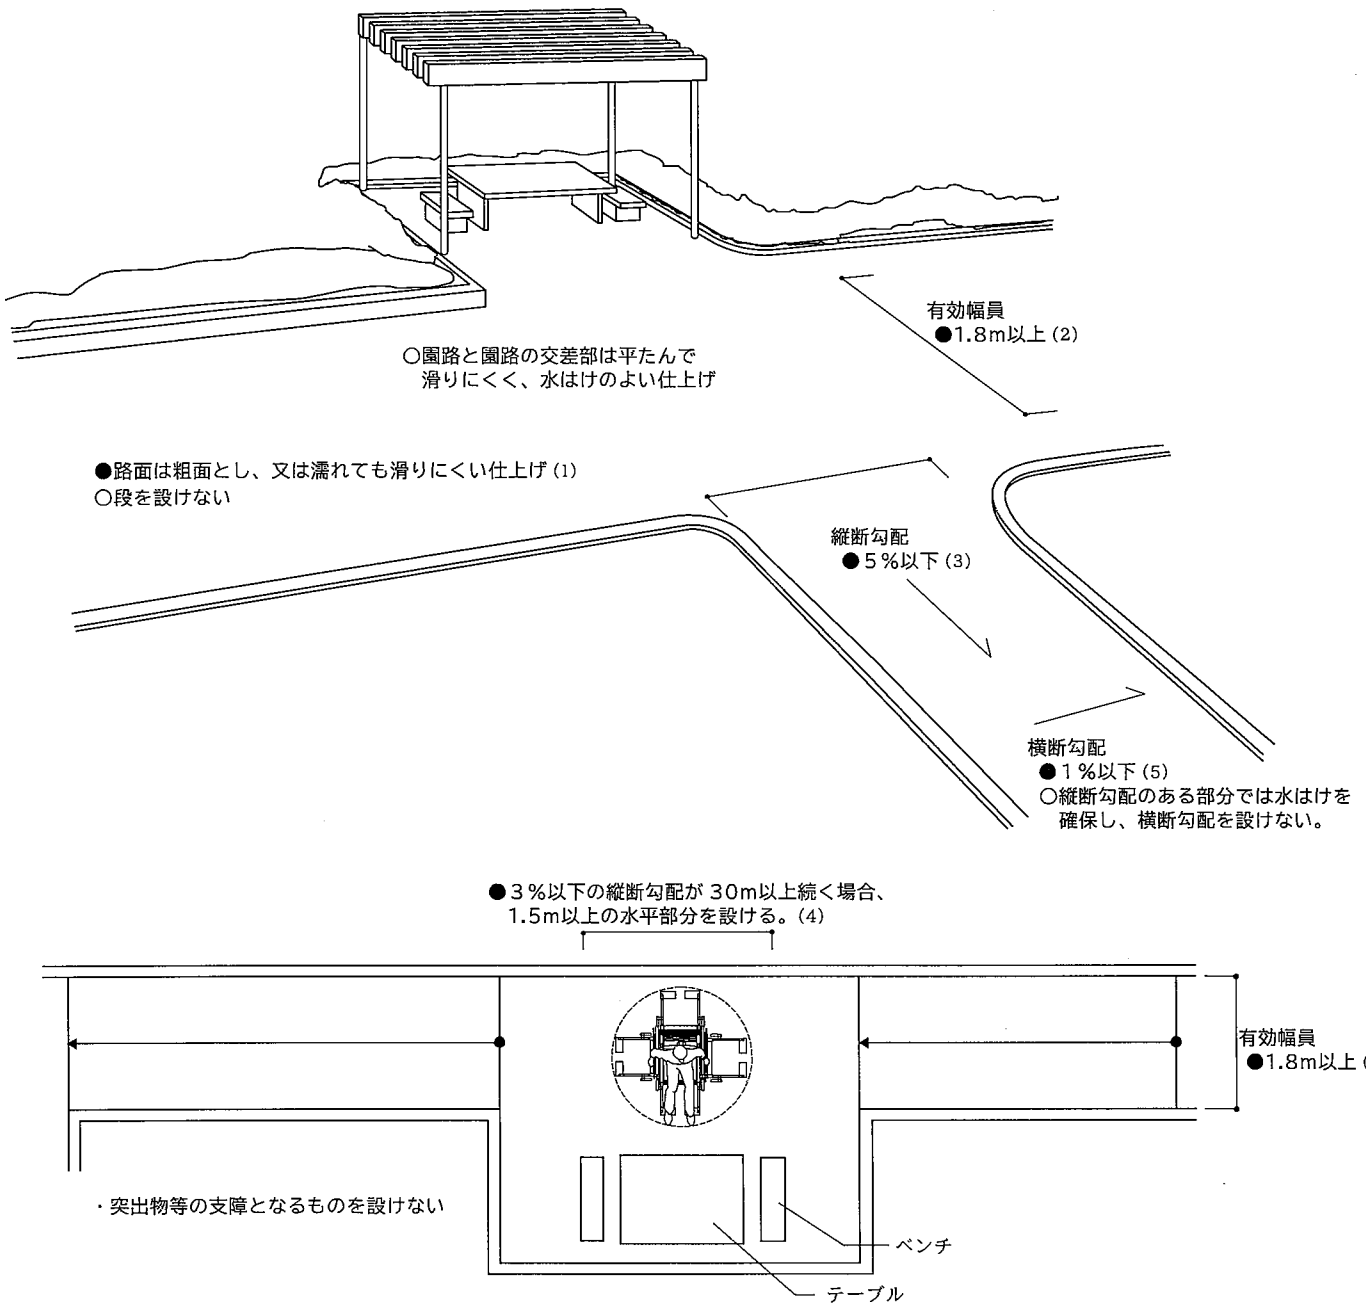 有効幅員
●1.8m以上(2)
○園路と園路の交差部は平たんで
滑りにくく、水はけのよい仕上げ
●路面は粗面とし、又は濡れても滑りにくい仕上げ(1)
○段を設けない
縦断勾配
●5%以下(3)
横断勾配
●1%以下(5)
○縦断勾配のある部分では水はけを
確保し、横断勾配を設けない。
●3%以下の縦断勾配が30m以上続く場合、
1.5m以上の水平部分を設ける。(4)
有効幅員
●1.8m以上(
・突出物等の支障となるものを設けない
ベンチ
テーブル